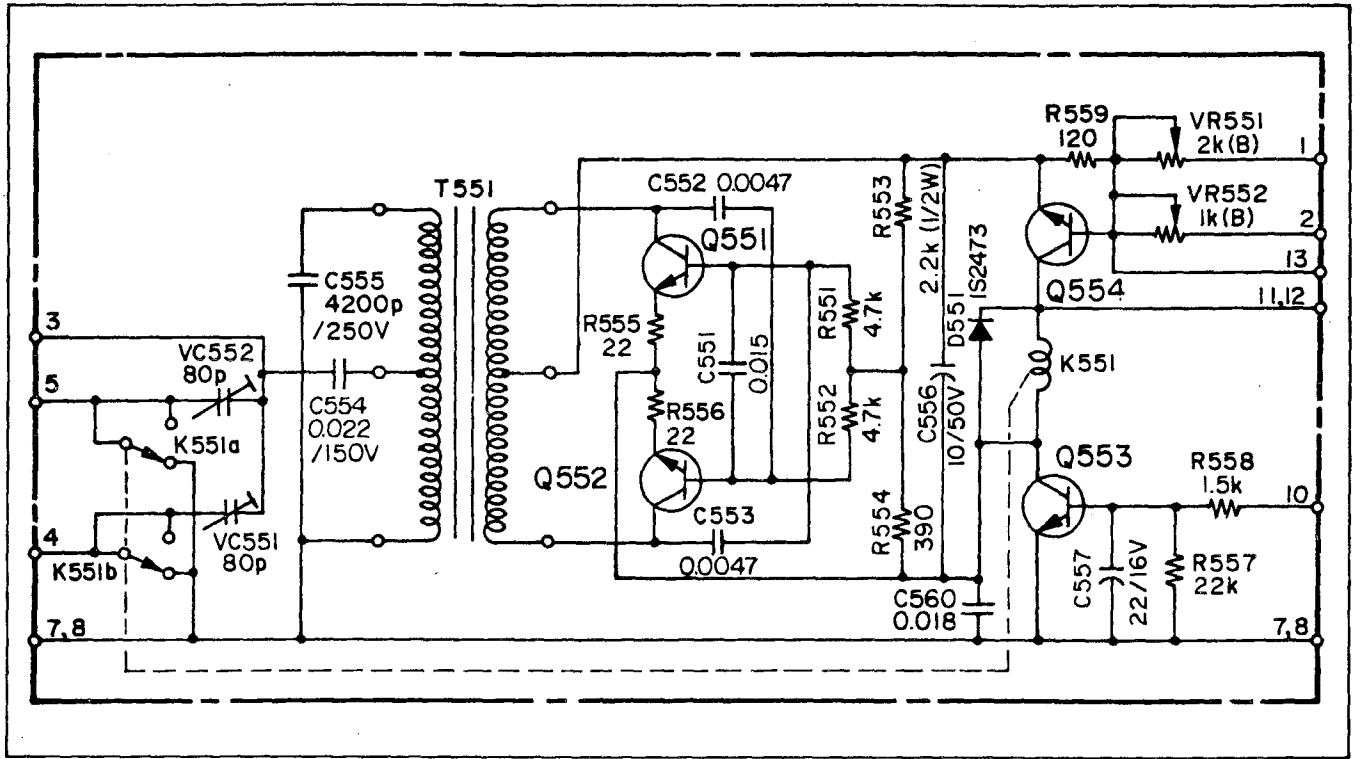 R559
120
VR551
2k(B)
1
VR552
1k(B)
2
13
11,12
T551
C552 0.0047
Q551
R553
2.2k (1/2W)
D551
1S2473
Q554
K551
C555
4200p
/250V
R555
22
C551
0.015
R551
4.7k
R552
4.7k
C556
10/50V
3
VC552
80p
5
C554
0.022
/150V
K551a
R556
22
Q552
Q553
R558
1.5k
10
VC551
80p
4
K551b
C553
0.0047
R554
390
C557
22/16V
R557
22k
C560
0.018
7,8
7,8